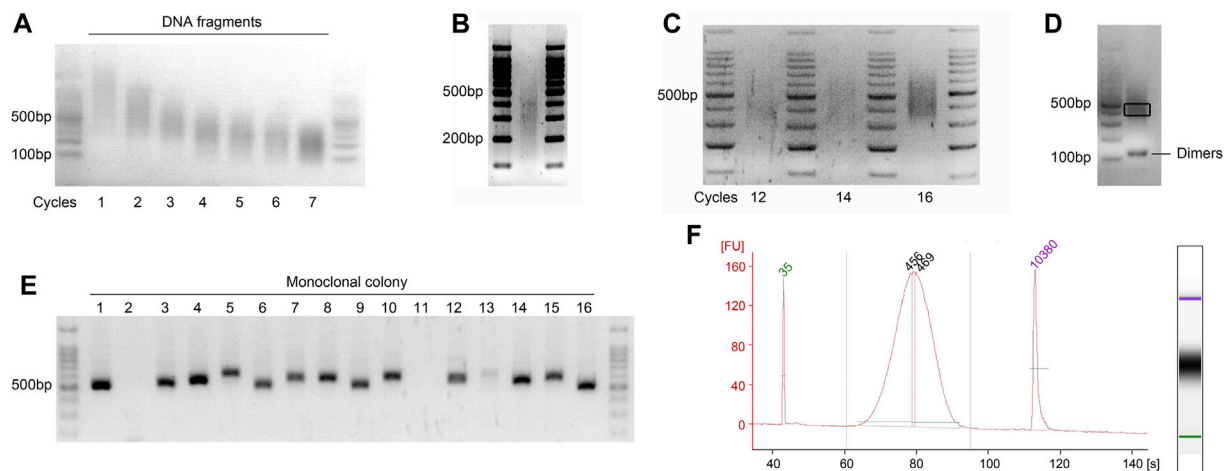 A
DNA fragments
500bp
100bp
Cycles 1 2 3 4 5 6 7
B
500bp
200bp
C
500bp
Cycles 12 14 16
D
500bp
100bp
Dimers
E
Monoclonal colony
1 2 3 4 5 6 7 8 9 10 11 12 13 14 15 16
500bp
F
[FU]
160
120
80
40
0
35
456
469
10380
40 60 80 100 120 140 [s]